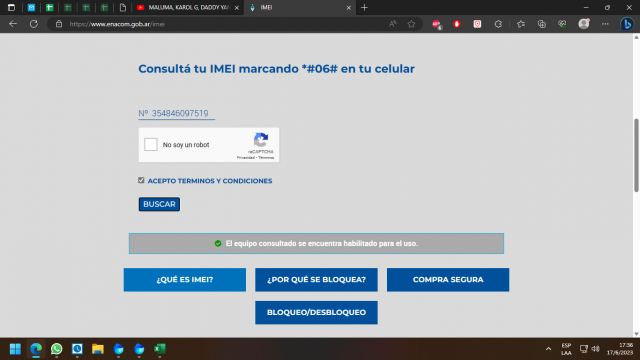 MALUMA, KAROL G, DADDY YAN
IMEI
https://www.enacom.gob.ar/imei
Consultá tu IMEI marcando *#06# en tu celular
Nº 354846097519
No soy un robot
reCAPTCHA
Privacidad - Términos
ACEPTO TERMINOS Y CONDICIONES
BUSCAR
El equipo consultado se encuentra habilitado para el uso.
¿QUÉ ES IMEI?
¿POR QUÉ SE BLOQUEA?
COMPRA SEGURA
BLOQUEO/DESBLOQUEO
ESP
LAA
17:36
17/6/2023